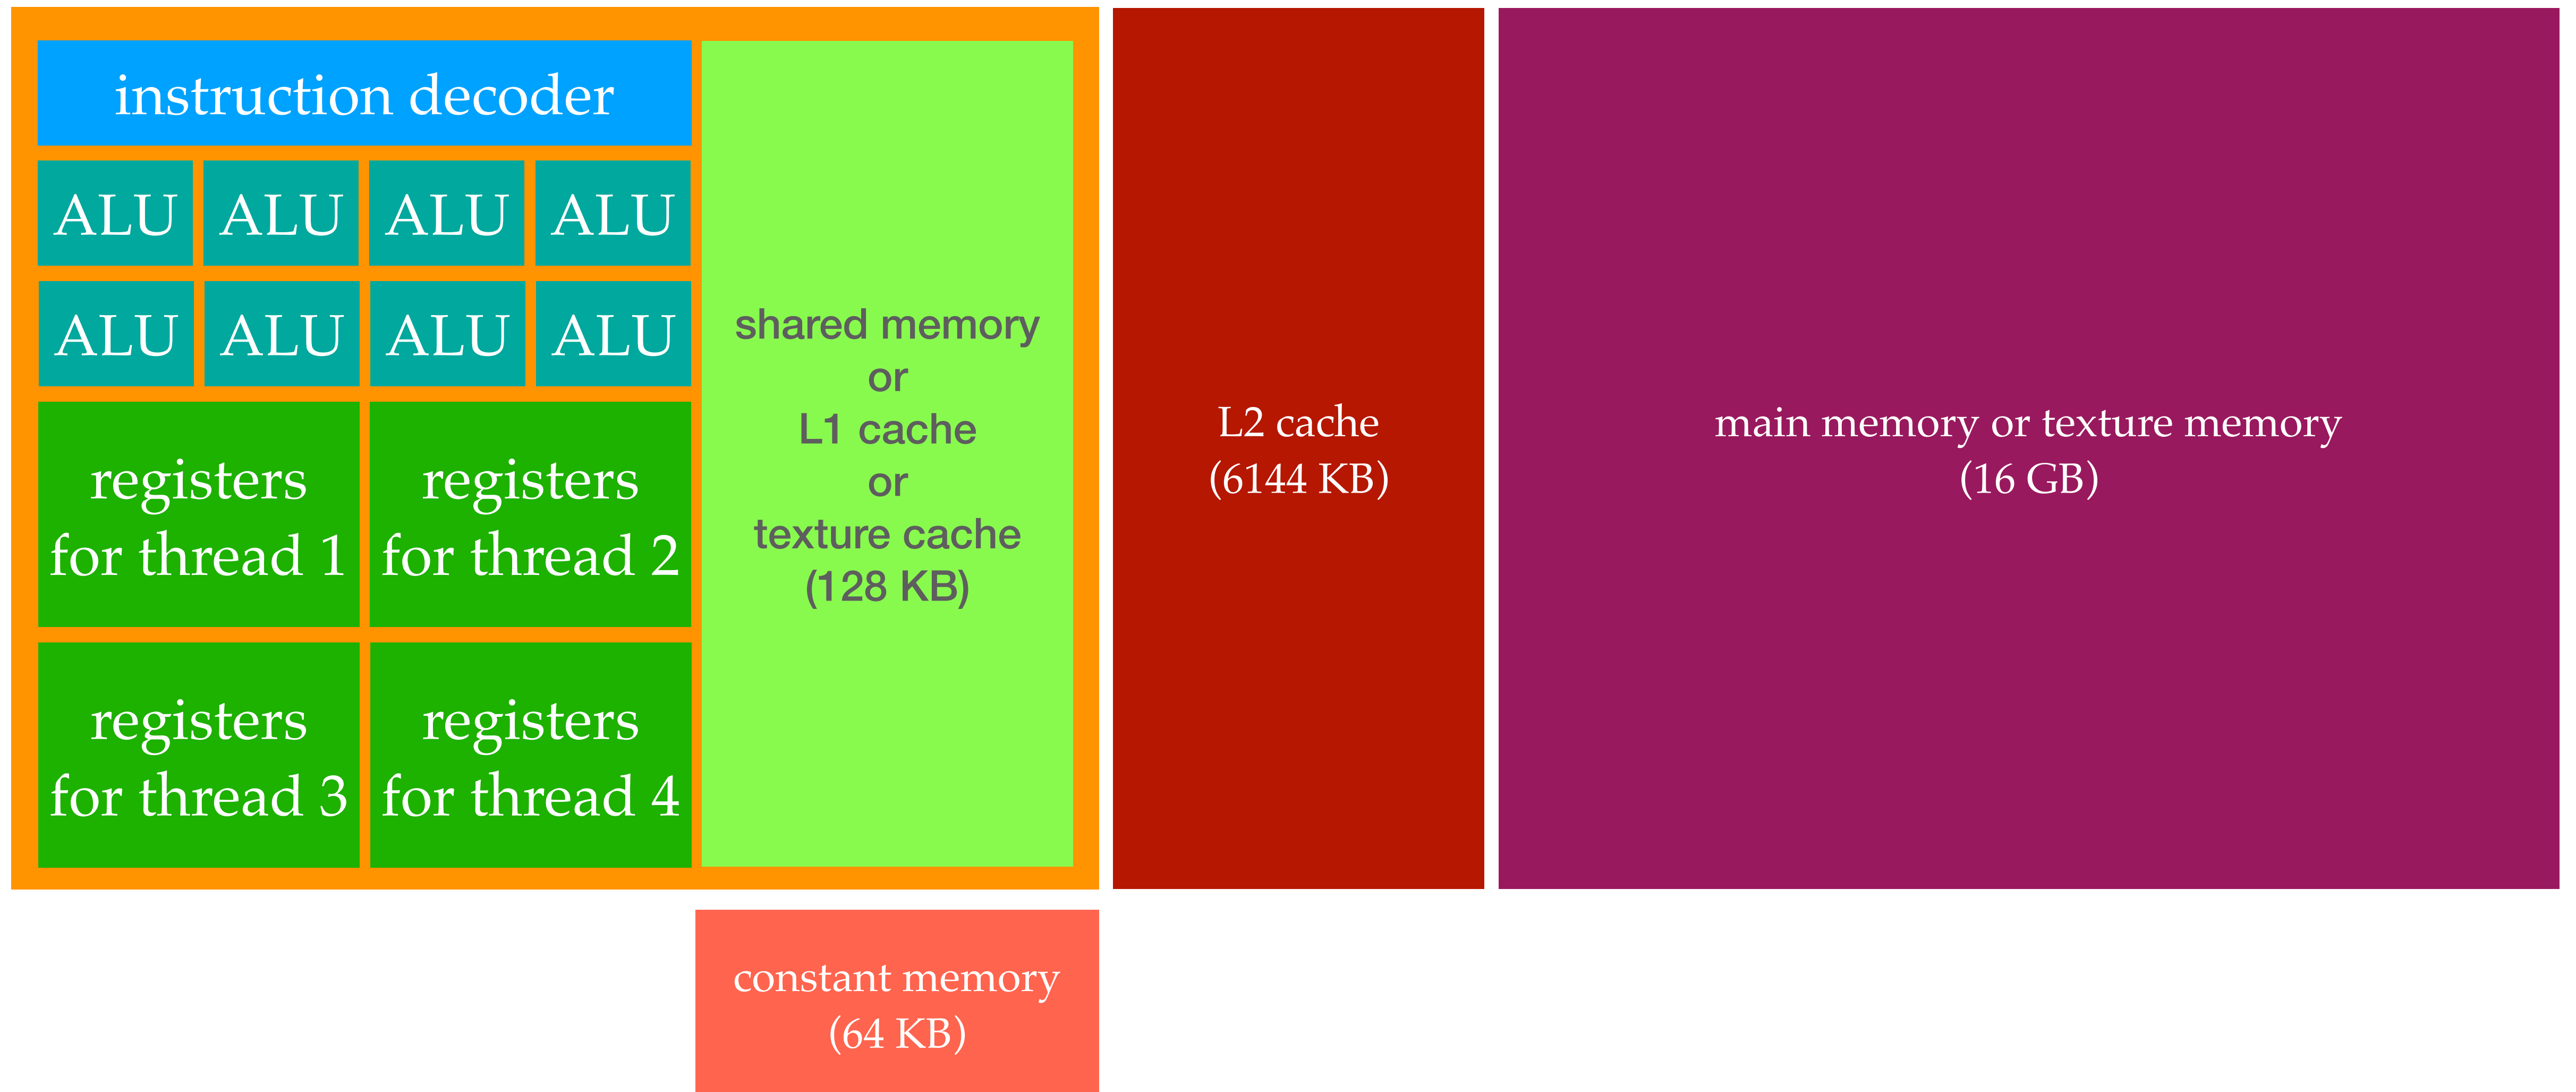 instruction decoder
ALU ALU ALU ALU
ALU ALU ALU ALU
registers
for thread 1
registers
for thread 2
registers
for thread 3
registers
for thread 4
shared memory
or
L1 cache
or
texture cache
(128 KB)
L2 cache
(6144 KB)
main memory or texture memory
(16 GB)
constant memory
(64 KB)